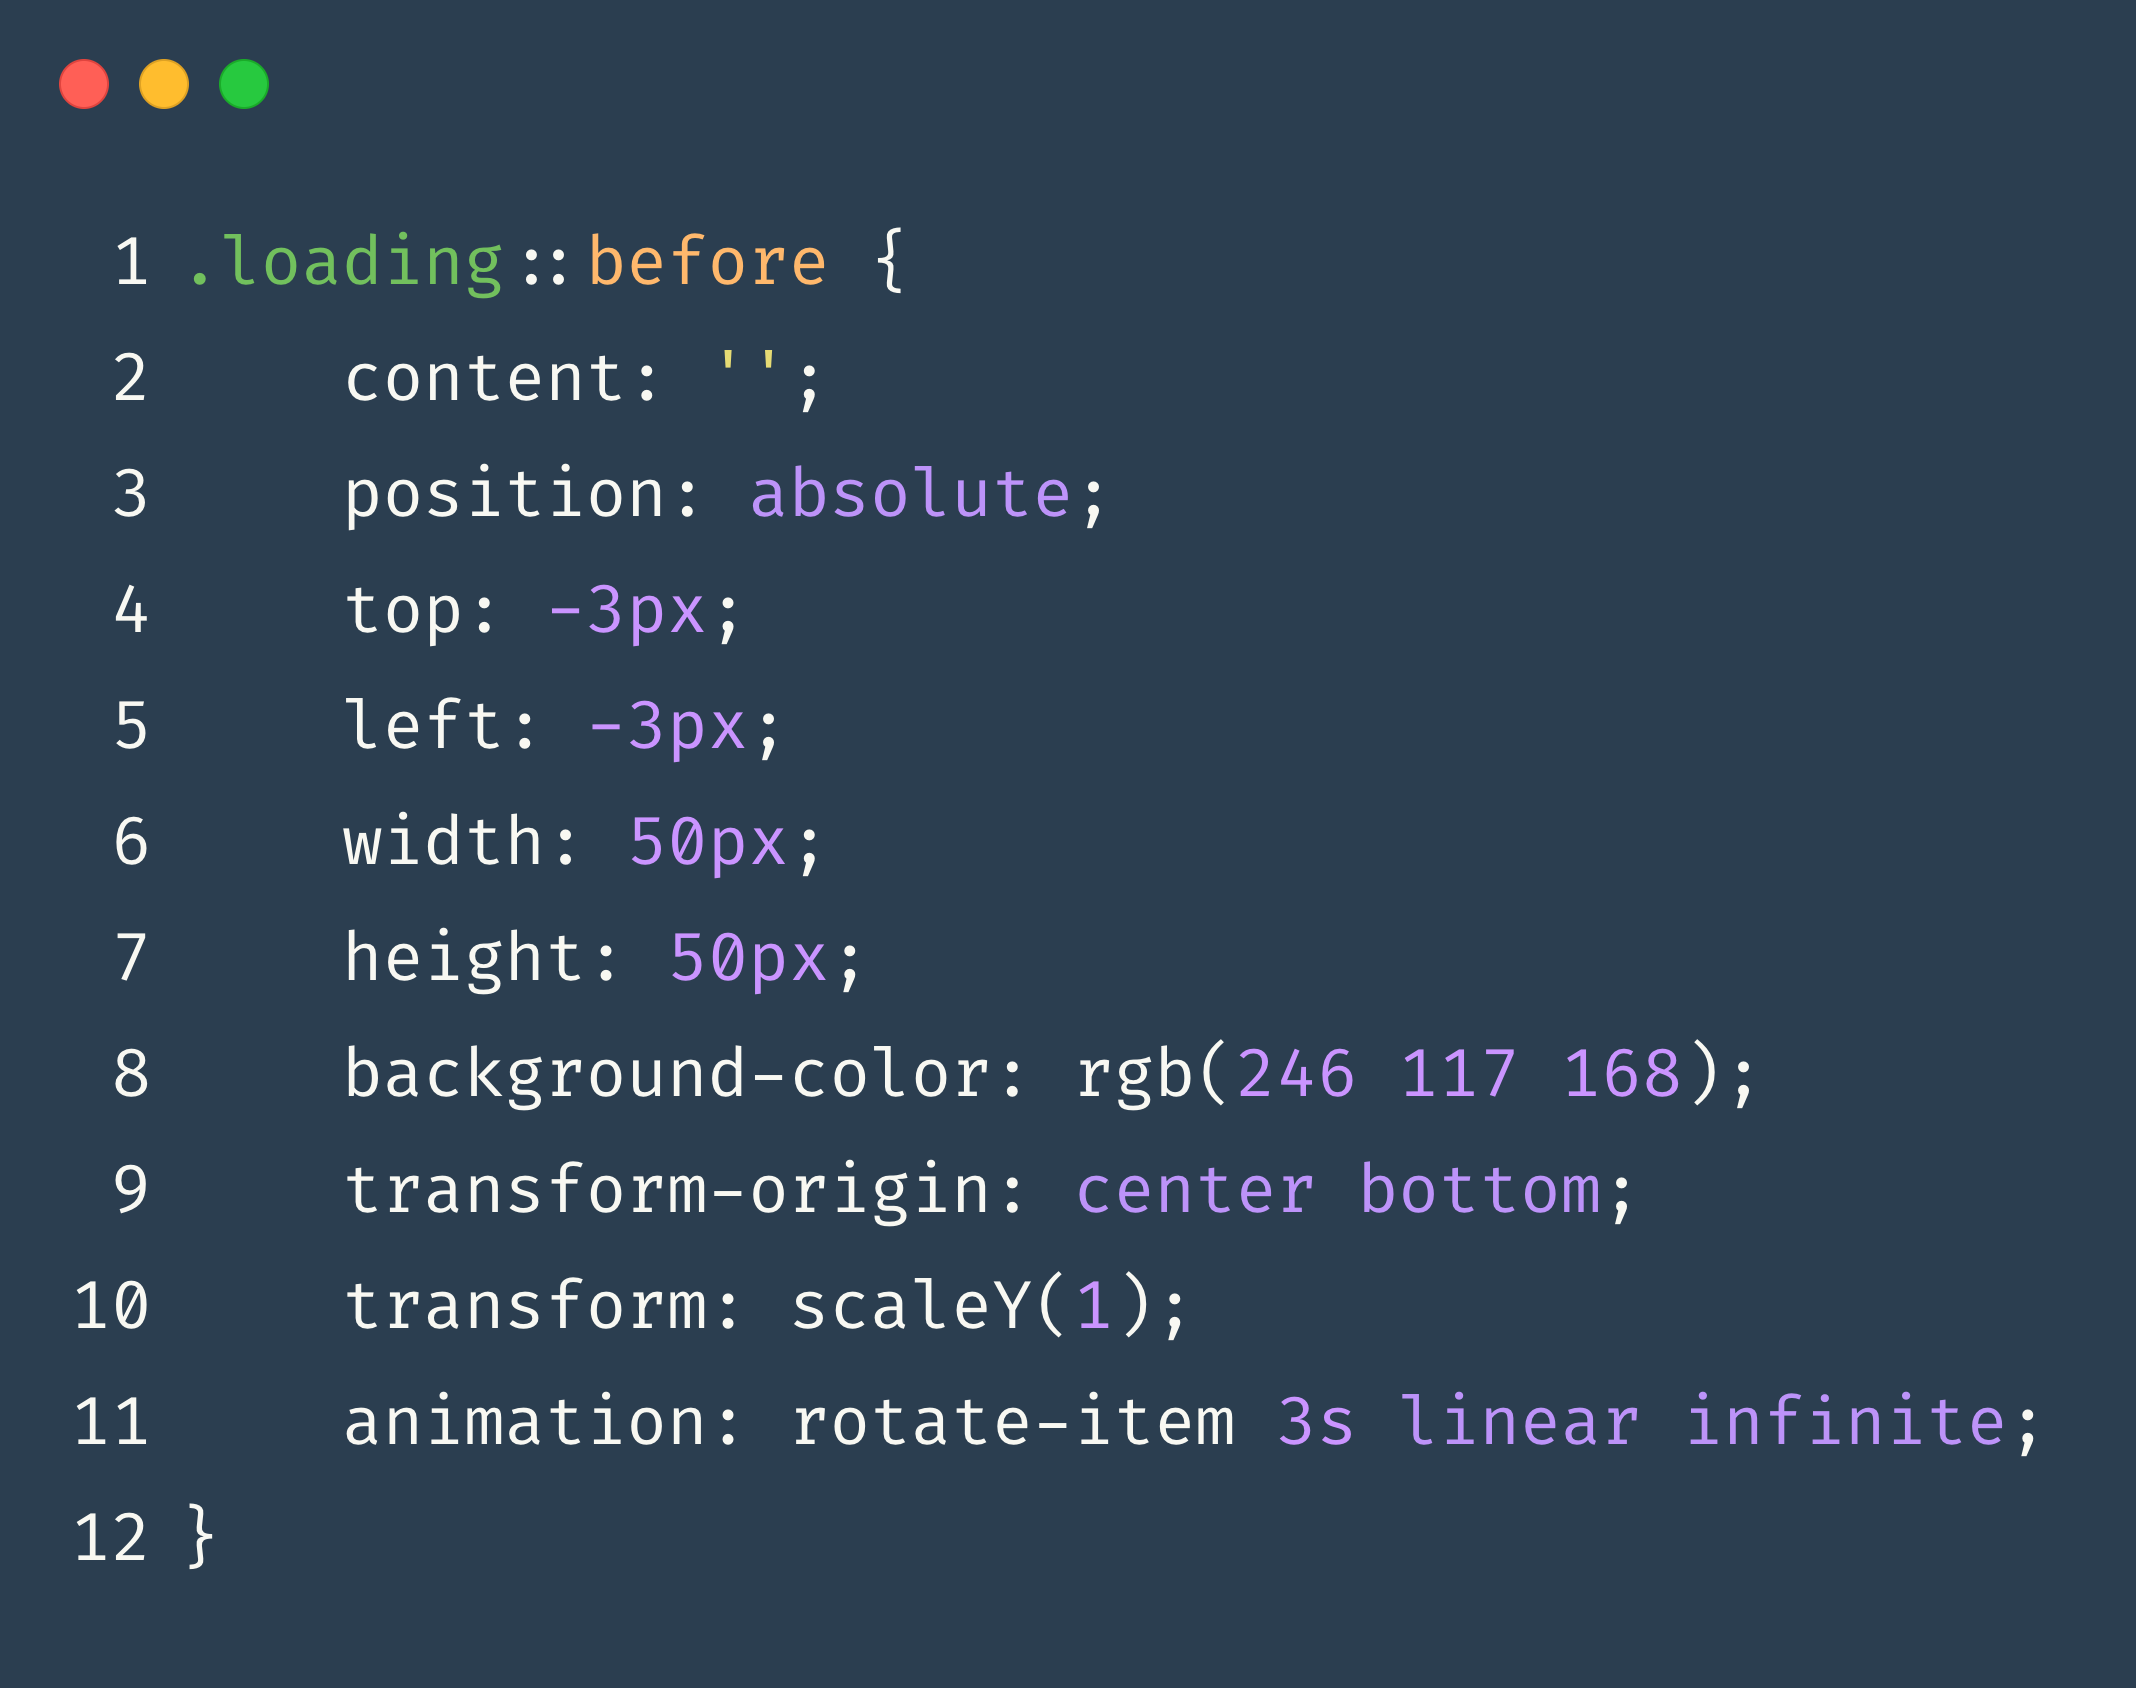 1 .loading::before {
2     content: '';
3     position: absolute;
4     top: -3px;
5     left: -3px;
6     width: 50px;
7     height: 50px;
8     background-color: rgb(246 117 168);
9     transform-origin: center bottom;
10     transform: scaleY(1);
11     animation: rotate-item 3s linear infinite;
12 }